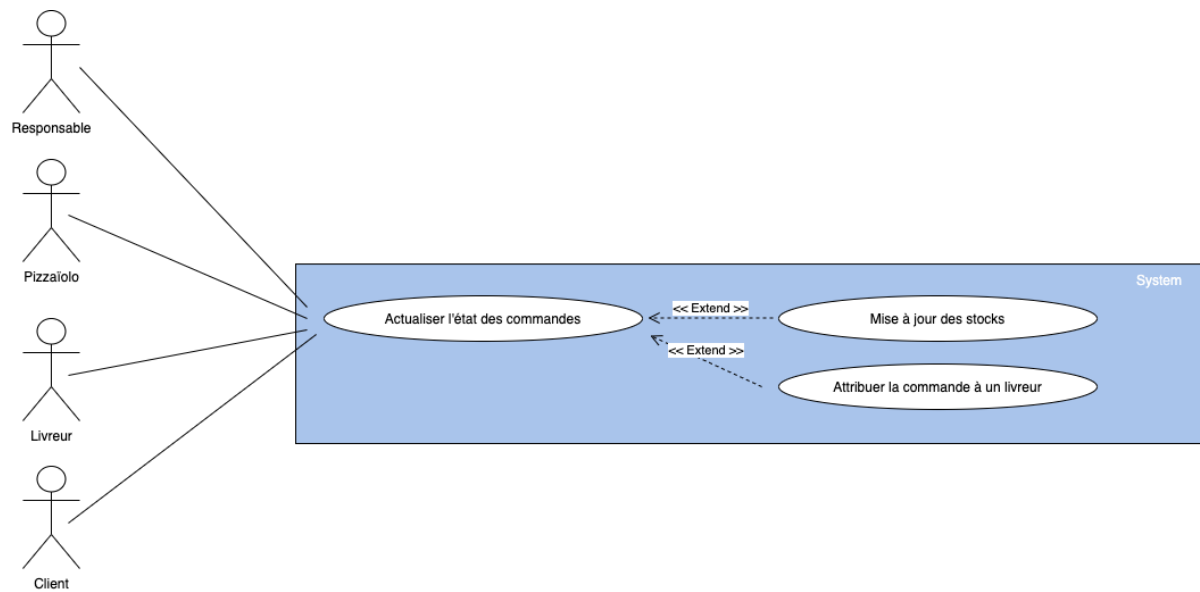 Responsable
Pizzaïolo
Livreur
Client
System
Actualiser l'état des commandes
<< Extend >>
Mise à jour des stocks
<< Extend >>
Attribuer la commande à un livreur